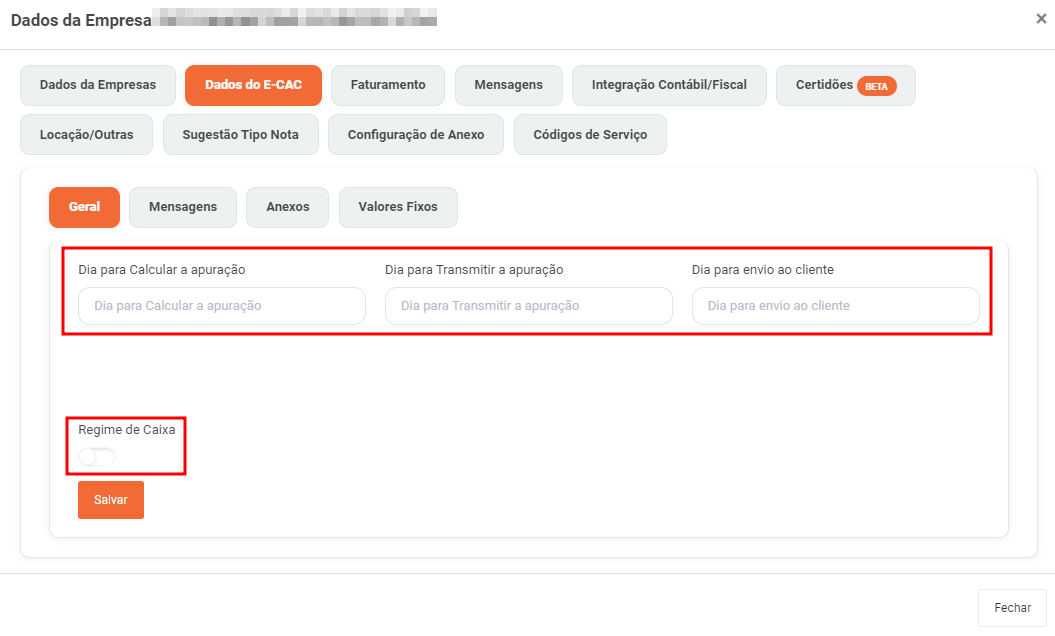 Dados da Empresa
×
Dados da Empresas Dados do E-CAC Faturamento Mensagens Integração Contábil/Fiscal Certidões BETA
Locação/Outras Sugestão Tipo Nota Configuração de Anexo Códigos de Serviço
Geral Mensagens Anexos Valores Fixos
Dia para Calcular a apuração Dia para Transmitir a apuração Dia para envio ao cliente
Dia para Calcular a apuração Dia para Transmitir a apuração Dia para envio ao cliente
Regime de Caixa
Salvar
Fechar